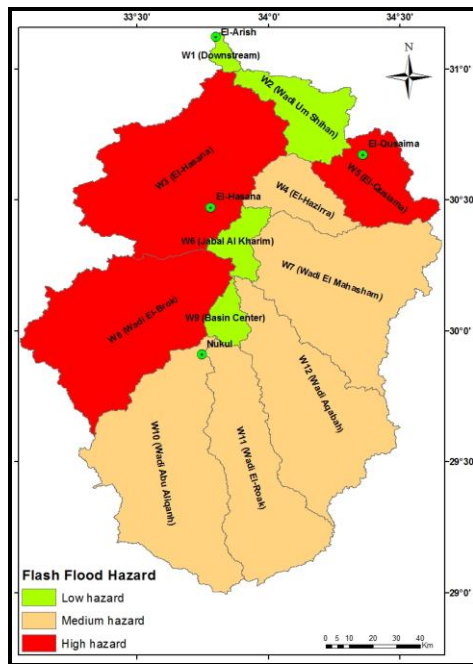 33°30'
34°0'
34°30'
El-Arish
W1 (Downstream)
N
31°0'
W2 (Wadi Um Shihan)
El-Qusaima
W5 (El-Qusiama)
W3 (El-Hasana)
W4 (El-Hazirra)
El-Hasana
30°30'
W6 (Jabal Al Kharim)
W7 (Wadi El Mahasham)
W8 (Wadi El-Brok)
W9 (Basin Center)
30°0'
Nukul
W12 (Wadi Aqabah)
W10 (Wadi Abu Aliqanh)
W11 (Wadi El-Roak)
29°30'
29°0'
Flash Flood Hazard
Low hazard
Medium hazard
High hazard
0 5 10 20 30 40
Km